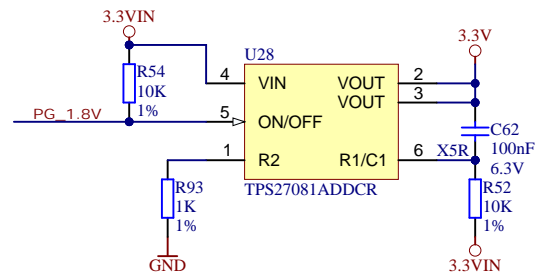 3.3VIN
3.3V
U28
R54
10K
1%
4
VIN
VOUT
2
VOUT
3
PG_1.8V
5
ON/OFF
C62
100nF
6.3V
1
R2
R1/C1
6
X5R
TPS27081ADDCR
R93
1K
1%
R52
10K
1%
GND
3.3VIN